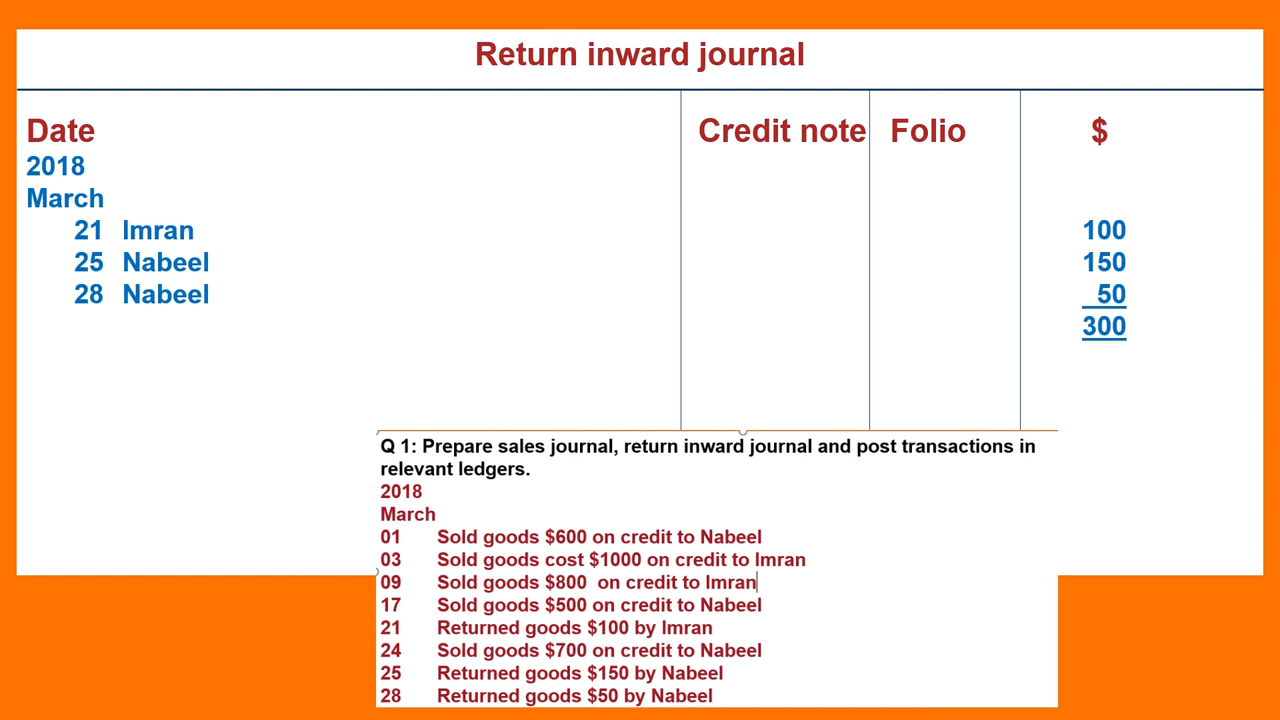 Return inward journal
Date Credit note Folio $
2018
March
21 Imran 100
25 Nabeel 150
28 Nabeel 50
300
Q 1: Prepare sales journal, return inward journal and post transactions in
relevant ledgers.
2018
March
01 Sold goods $600 on credit to Nabeel
03 Sold goods cost $1000 on credit to Imran
09 Sold goods $800 on credit to Imran
17 Sold goods $500 on credit to Nabeel
21 Returned goods $100 by Imran
24 Sold goods $700 on credit to Nabeel
25 Returned goods $150 by Nabeel
28 Returned goods $50 by Nabeel